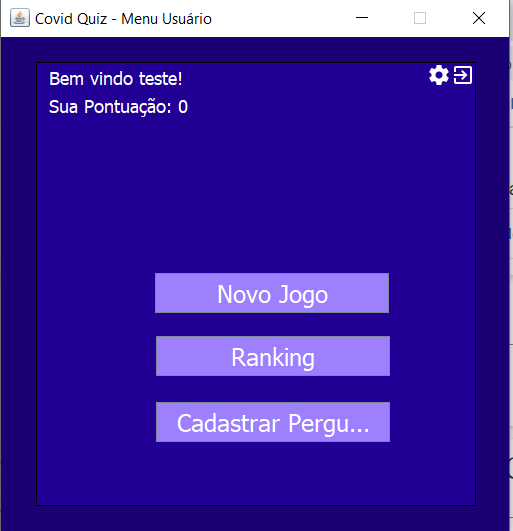 Covid Quiz - Menu Usuário
Bem vindo teste!
Sua Pontuação: 0
Novo Jogo
Ranking
Cadastrar Pergu...